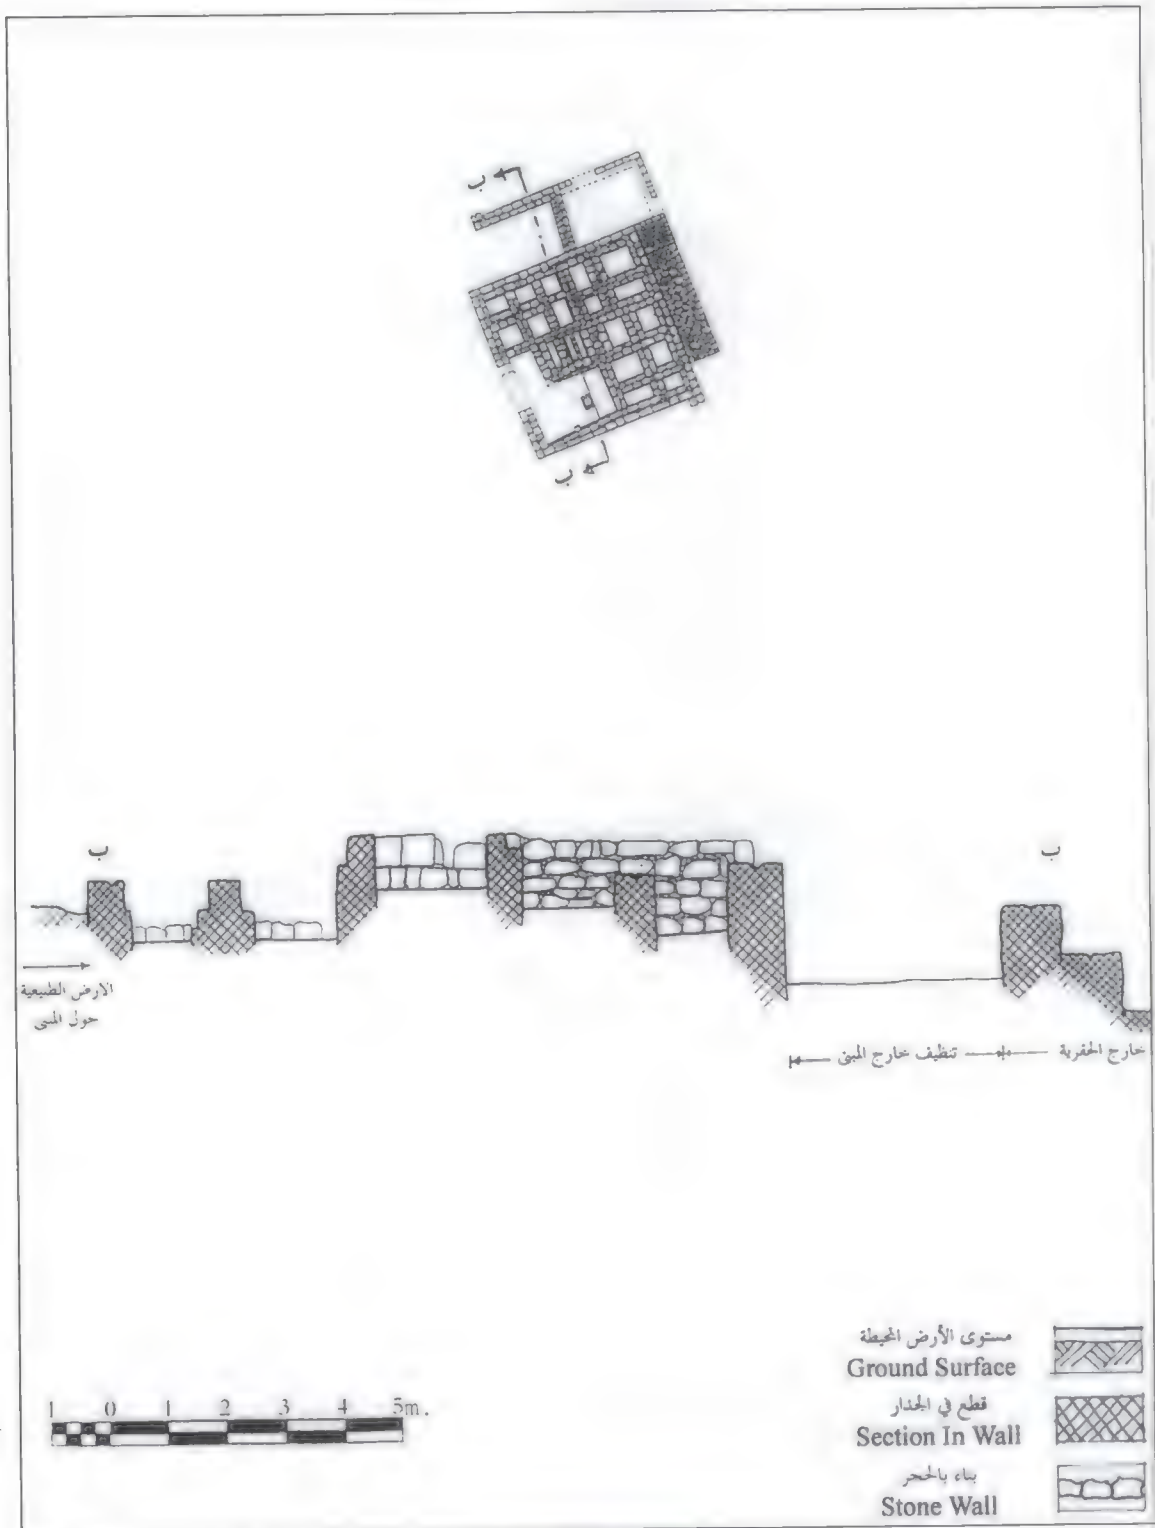 ب
ب
ب
ب
الارض الطبيعية
حول المبنى
تنظيف خارج المبنى
خارج الحفرية
1 0 1 2 3 4 5m.
مستوى الأرض المحيطة
Ground Surface
قطع في الجدار
Section In Wall
بناء بالحجر
Stone Wall